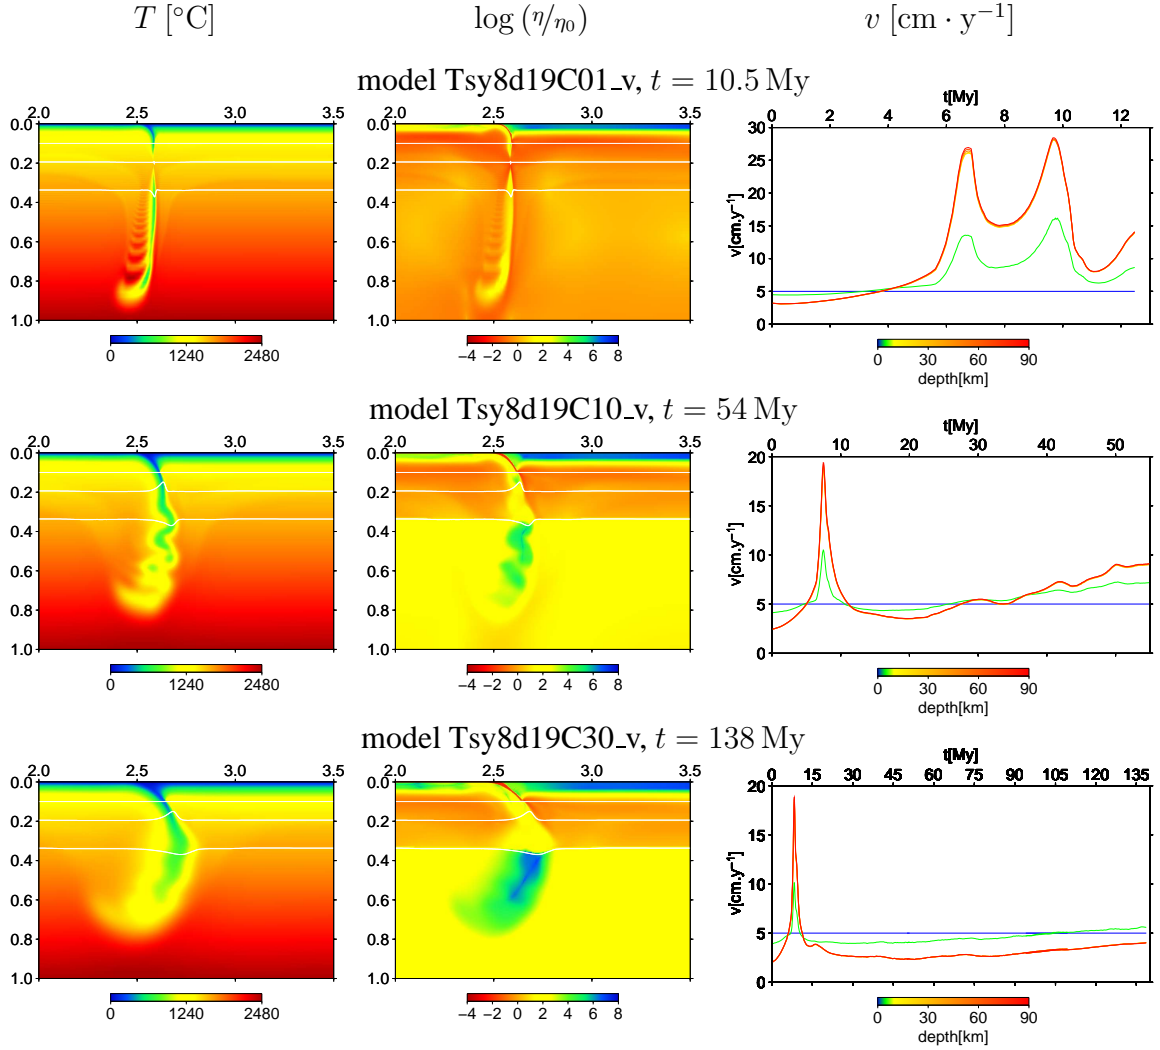 T [°C] log (η/η₀) v [cm · y⁻¹]
model Tsy8d19C01_v, t = 10.5 My
2.0 2.5 3.0 3.5 2.0 2.5 3.0 3.5 t[My]
0 2 4 6 8 10 12
0.0 0.2 0.4 0.6 0.8 1.0
0.0 0.2 0.4 0.6 0.8 1.0
v[cm.y⁻¹]
30 25 20 15 10 5 0
0 1240 2480 −4 −2 0 2 4 6 8 0 30 60 90
depth[km]
model Tsy8d19C10_v, t = 54 My
2.0 2.5 3.0 3.5 2.0 2.5 3.0 3.5 t[My]
0 10 20 30 40 50
0.0 0.2 0.4 0.6 0.8 1.0
0.0 0.2 0.4 0.6 0.8 1.0
v[cm.y⁻¹]
20 15 10 5 0
0 1240 2480 −4 −2 0 2 4 6 8 0 30 60 90
depth[km]
model Tsy8d19C30_v, t = 138 My
2.0 2.5 3.0 3.5 2.0 2.5 3.0 3.5 t[My]
0 15 30 45 60 75 90 105 120 135
0.0 0.2 0.4 0.6 0.8 1.0
0.0 0.2 0.4 0.6 0.8 1.0
v[cm.y⁻¹]
20 15 10 5 0
0 1240 2480 −4 −2 0 2 4 6 8 0 30 60 90
depth[km]